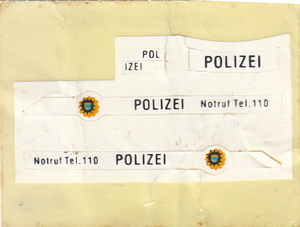 POL
IZEI
POLIZEI
POLIZEI Notruf Tel.110
Notruf Tel.110 POLIZEI